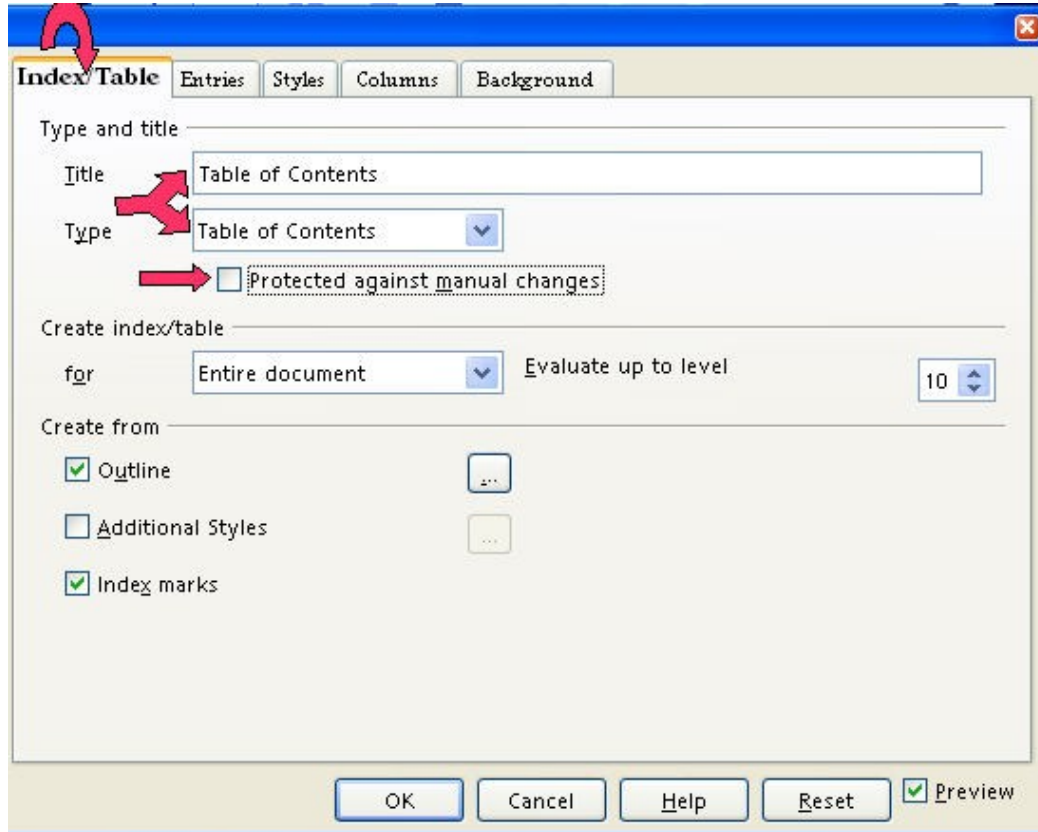 Index/Table Entries Styles Columns Background
Type and title
Title Table of Contents
Type Table of Contents
Protected against manual changes
Create index/table
for Entire document Evaluate up to level 10
Create from
Outline ...
Additional Styles ...
Index marks
OK Cancel Help Reset Preview